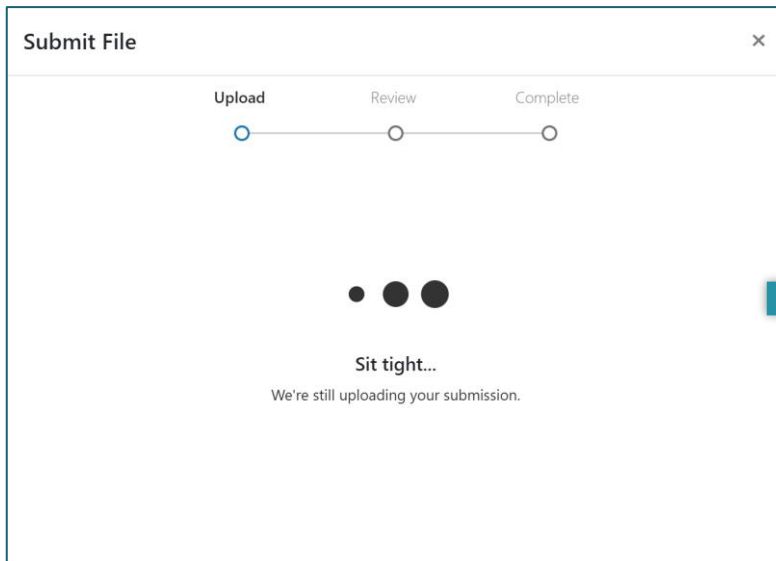 Submit File
Upload Review Complete
Sit tight...
We're still uploading your submission.